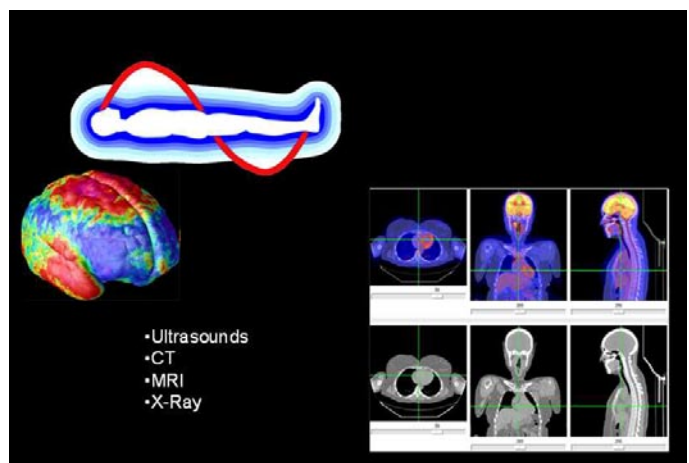 •Ultrasounds
•CT
•MRI
•X-Ray